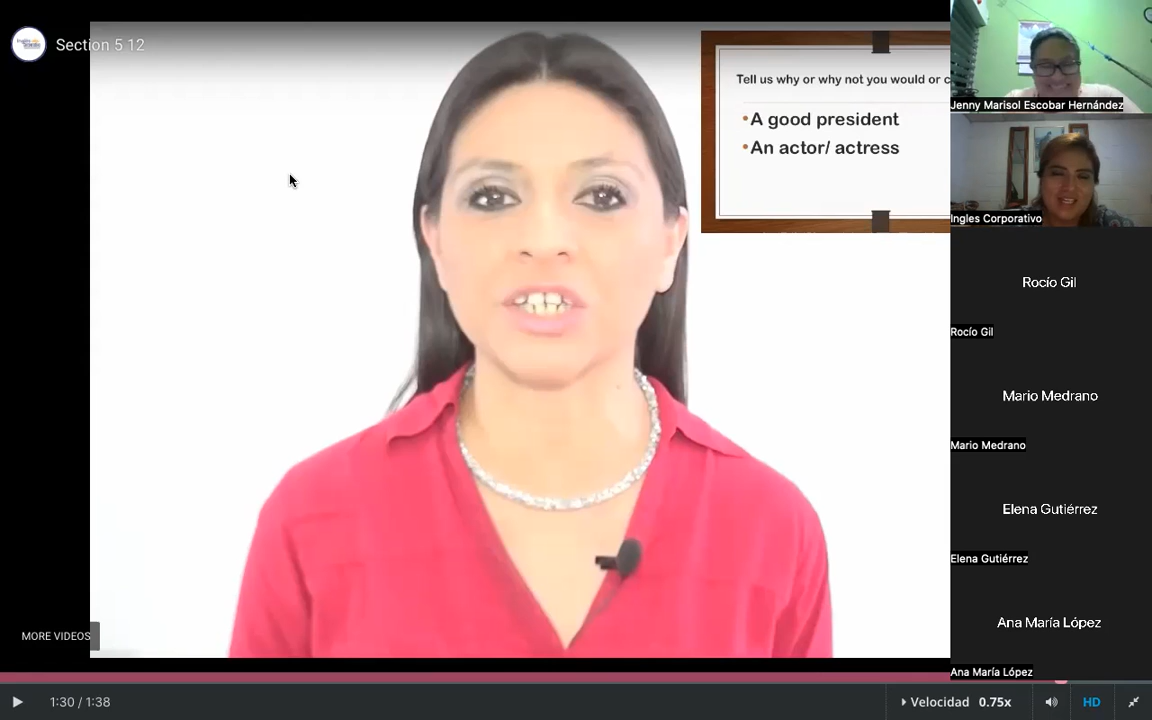 Section 5 12
Tell us why or why not you would or c
•A good president
•An actor/ actress
Jenny Marisol Escobar Hernández
Ingles Corporativo
Rocío Gil
Rocío Gil
Mario Medrano
Mario Medrano
Elena Gutiérrez
Elena Gutiérrez
Ana María López
Ana María López
MORE VIDEOS
1:30 / 1:38
Velocidad 0.75x
HD